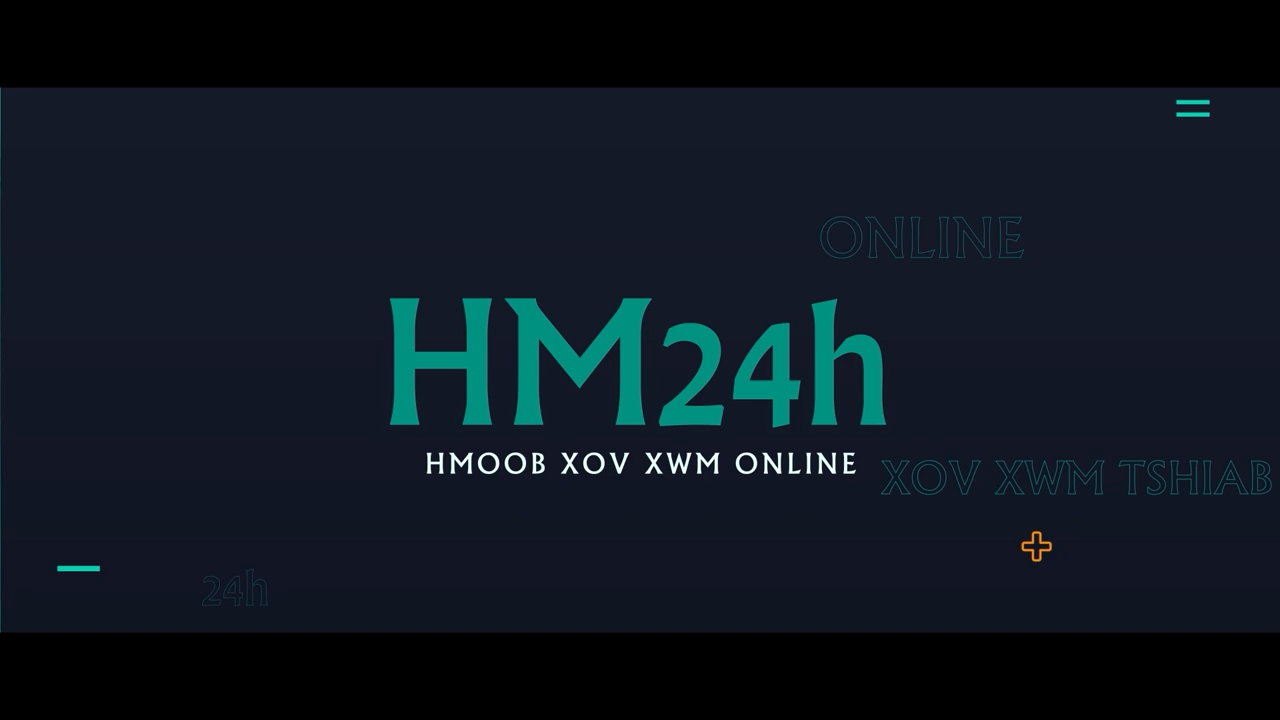 ONLINE
HM24h
HMOOB XOV XWM ONLINE
XOV XWM TSHIAB
24h